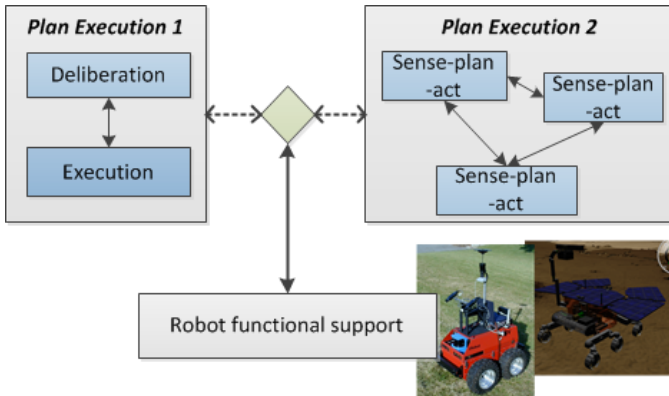 Plan Execution 1
Deliberation
Execution
Plan Execution 2
Sense-plan
-act
Sense-plan
-act
Sense-plan
-act
Robot functional support